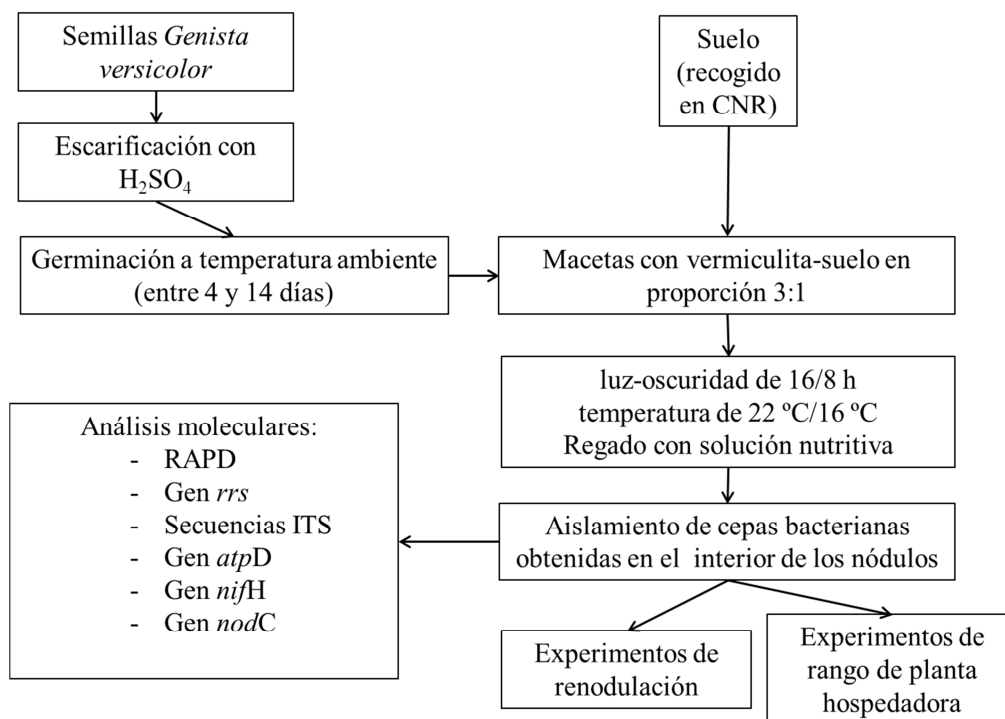 Semillas Genista
versicolor
Suelo
(recogido
en CNR)
Escarificación con
H₂SO₄
Germinación a temperatura ambiente
(entre 4 y 14 días)
Macetas con vermiculita-suelo en
proporción 3:1
luz-oscuridad de 16/8 h
temperatura de 22 ºC/16 ºC
Regado con solución nutritiva
Análisis moleculares:
- RAPD
- Gen rrs
- Secuencias ITS
- Gen atpD
- Gen nifH
- Gen nodC
Aislamiento de cepas bacterianas
obtenidas en el interior de los nódulos
Experimentos de
renodulación
Experimentos de
rango de planta
hospedadora